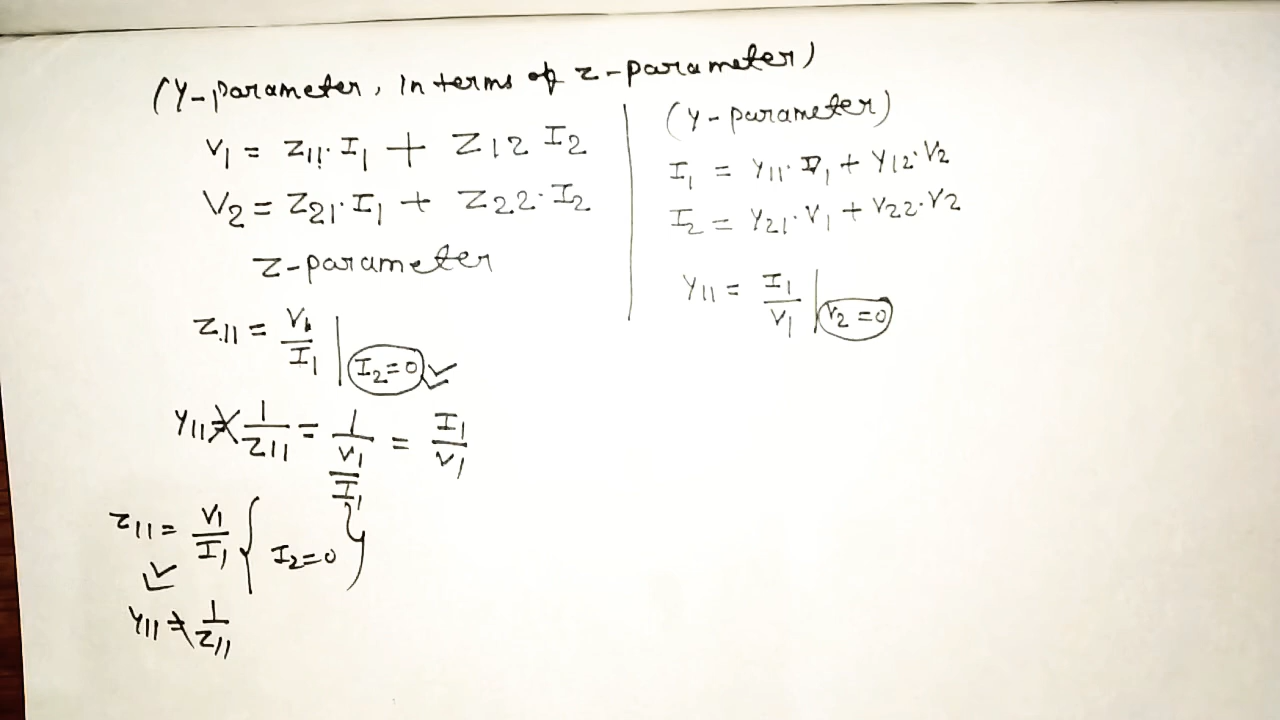 (Y-parameter, in terms of z-parameter)
V1 = Z11·I1 + Z12 I2
V2 = Z21·I1 + Z22·I2
Z-parameter
Z11 = V1/I1 | I2=0
Y11 ≠ 1/Z11 = 1/(V1/I1) = I1/V1
Z11 = V1/I1 { I2=0 }
Y11 ≠ 1/Z11
(Y-parameter)
I1 = Y11·V1 + Y12·V2
I2 = Y21·V1 + V22·V2
Y11 = I1/V1 | V2=0